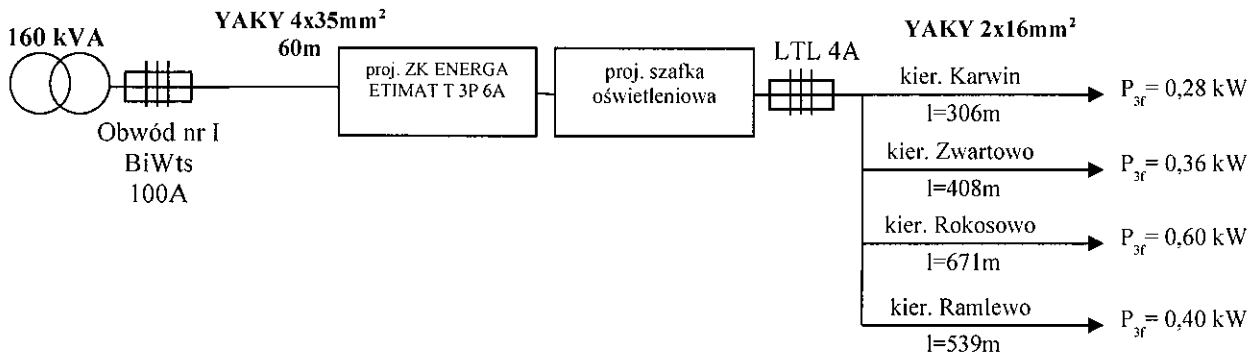 160 kVA
YAKY 4x35mm²
60m
Obwód nr I
BiWts
100A
proj. ZK ENERGA
ETIMAT T 3P 6A
proj. szafka
oświetleniowa
LTL 4A
YAKY 2x16mm²
kier. Karwin
l=306m
P3f= 0,28 kW
kier. Zwartowo
l=408m
P3f= 0,36 kW
kier. Rokosowo
l=671m
P3f= 0,60 kW
kier. Ramlewo
l=539m
P3f= 0,40 kW